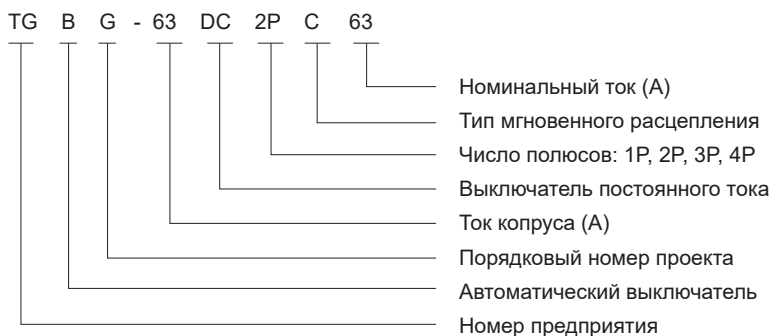 TG B G - 63 DC 2P C 63
Номинальный ток (А)
Тип мгновенного расцепления
Число полюсов: 1P, 2P, 3P, 4P
Выключатель постоянного тока
Ток копруса (А)
Порядковый номер проекта
Автоматический выключатель
Номер предприятия